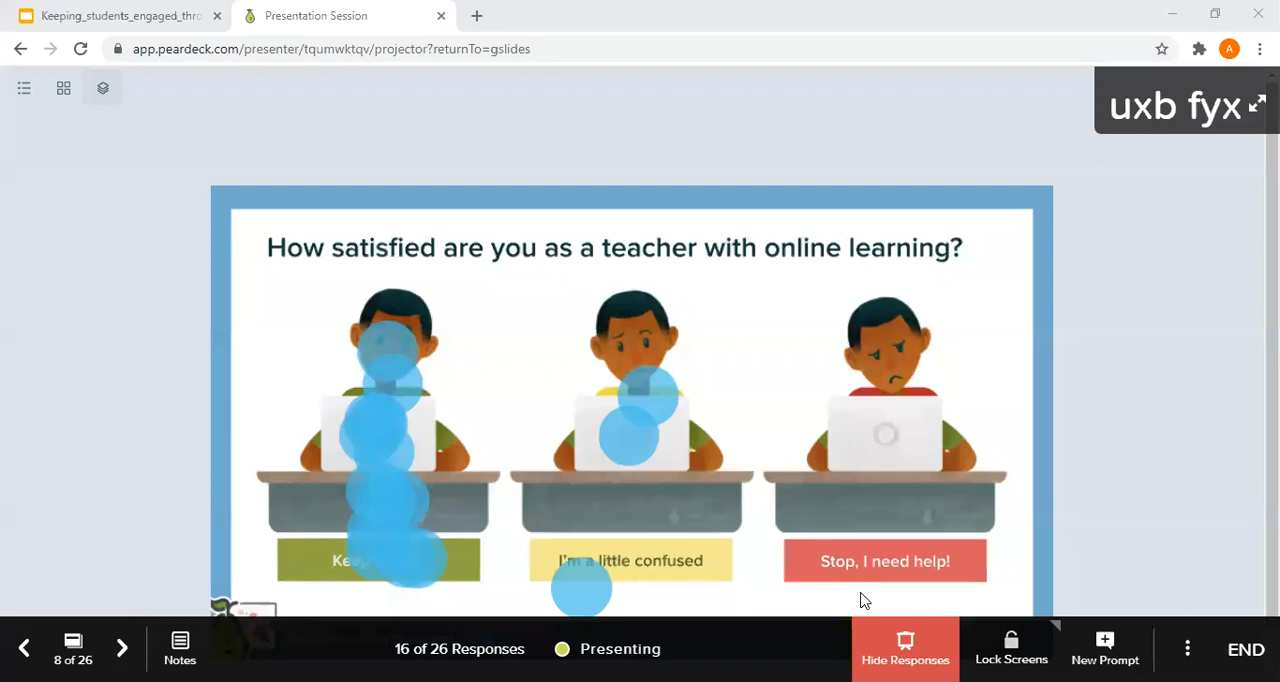 Keeping_students_engaged_thro
Presentation Session
app.peardeck.com/presenter/tqumwktqv/projector?returnTo=gslides
A
uxb fyx
How satisfied are you as a teacher with online learning?
I'm a little confused
Stop, I need help!
8 of 26
Notes
16 of 26 Responses
Presenting
Hide Responses
Lock Screens
New Prompt
END